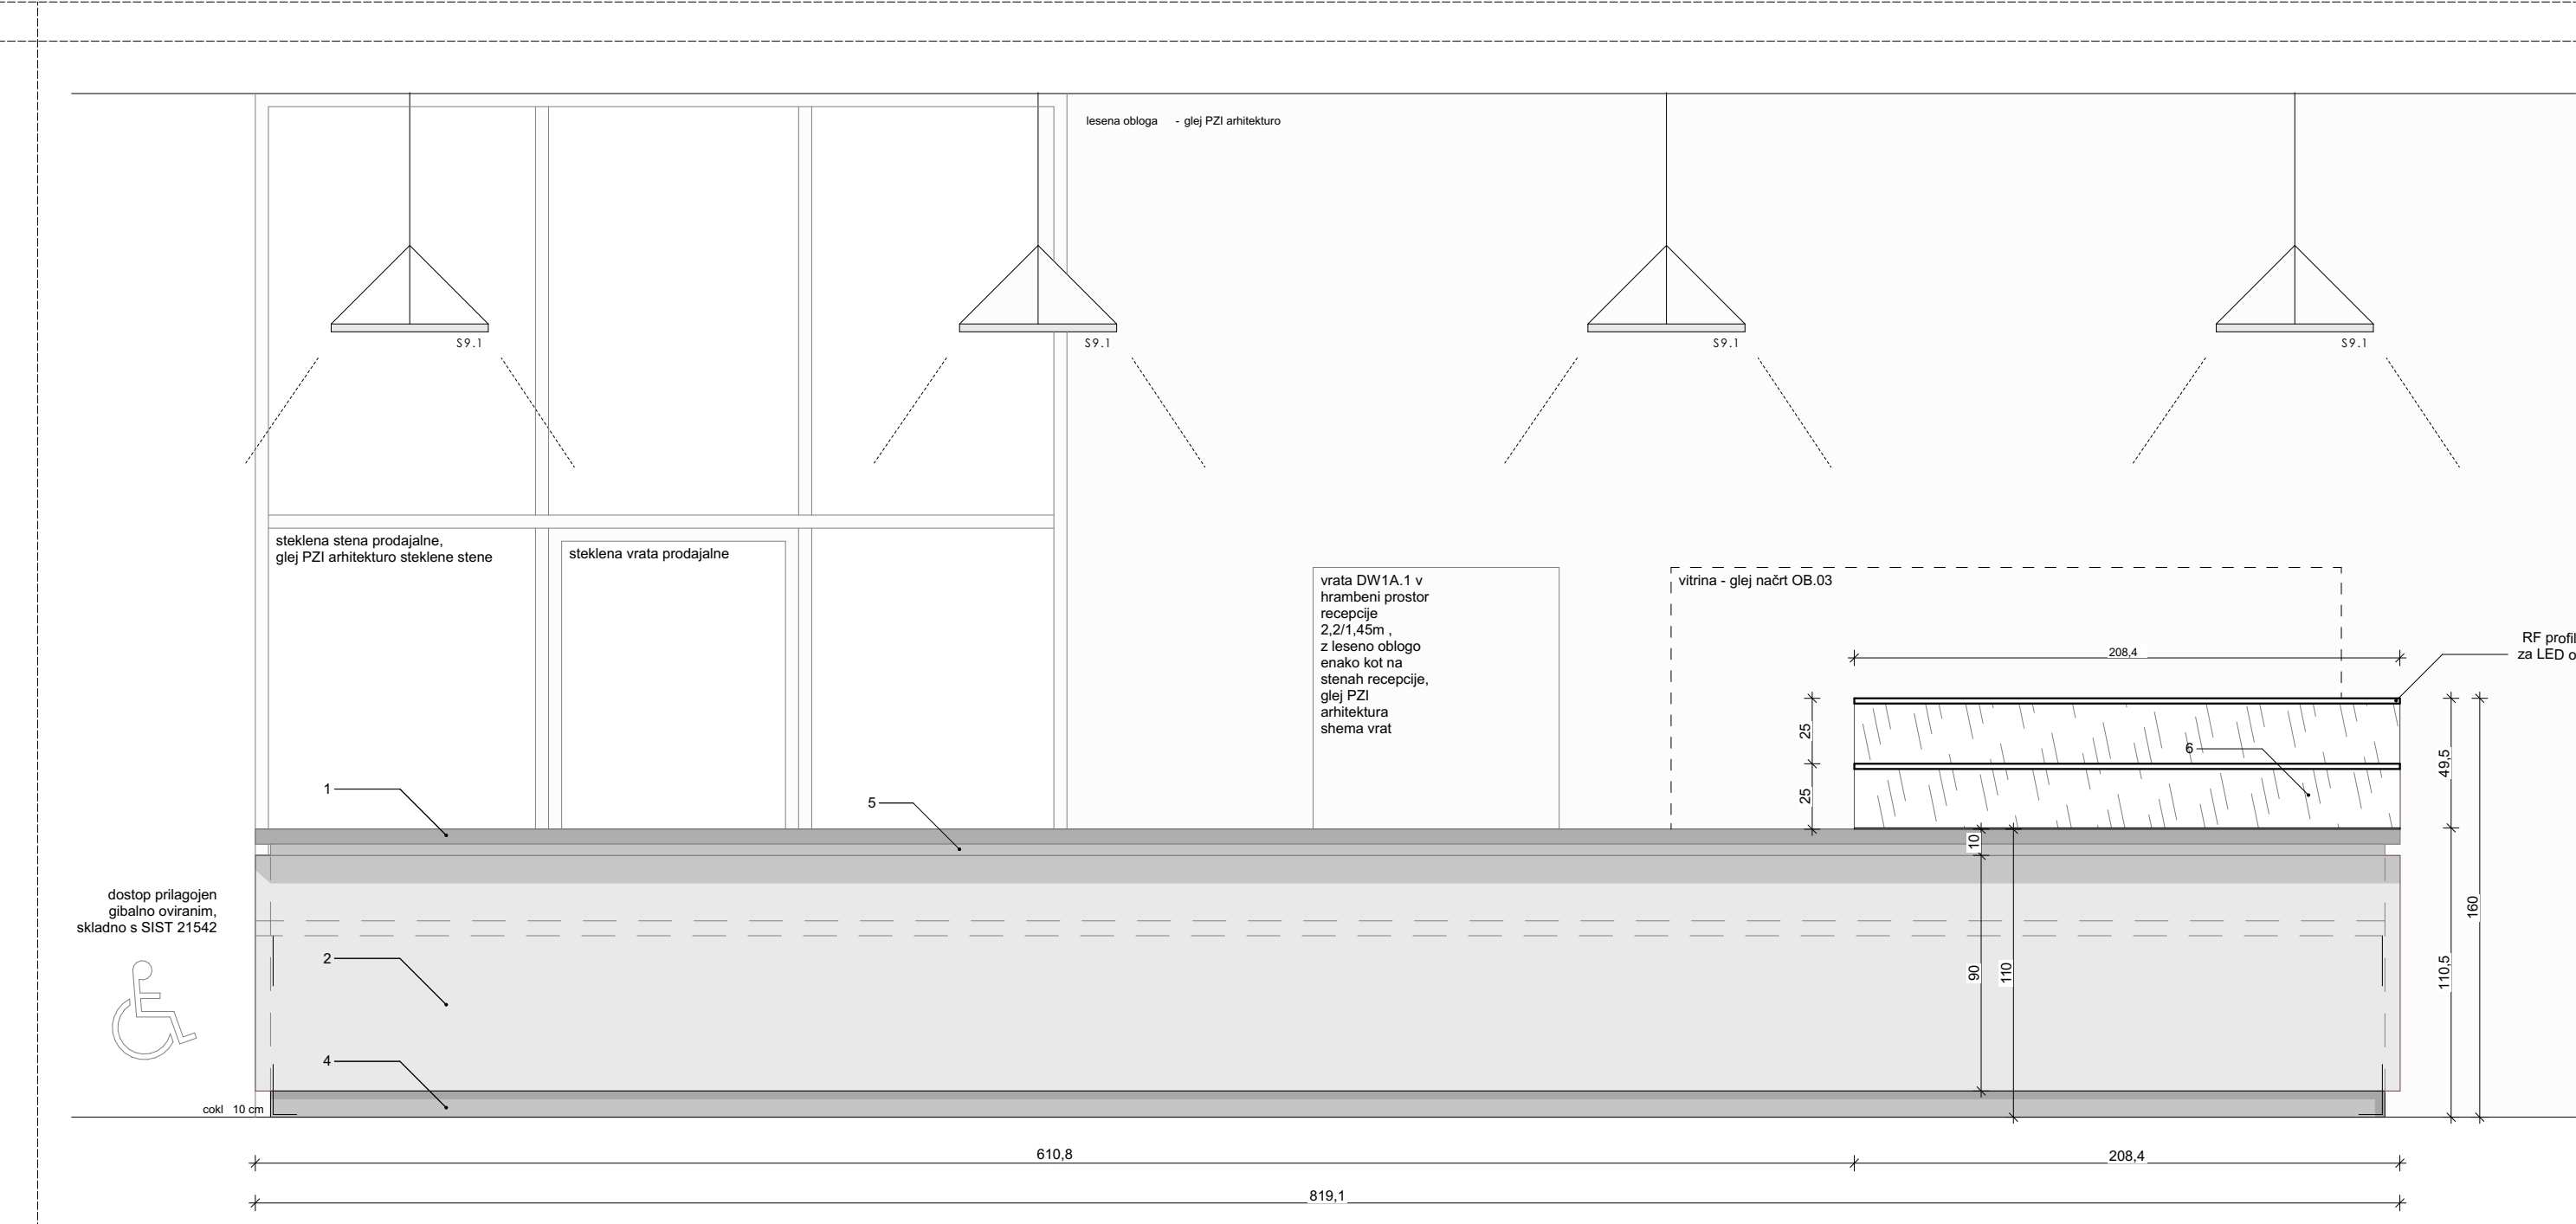 lesena obloga - glej PZI arhitekturo
S9.1
S9.1
S9.1
S9.1
steklena stena prodajalne,
glej PZI arhitekturo steklene stene
steklena vrata prodajalne
vrata DW1A.1 v
hrambeni prostor
recepcije
2,2/1,45m ,
z leseno oblogo
enako kot na
stenah recepcije,
glej PZI
arhitektura
shema vrat
vitrina - glej načrt OB.03
RF profil
za LED o
208,4
25
25
6
49,5
160
110,5
1
5
10
90
110
dostop prilagojen
gibalno oviranim,
skladno s SIST 21542
2
4
cokl 10 cm
610,8
208,4
819,1